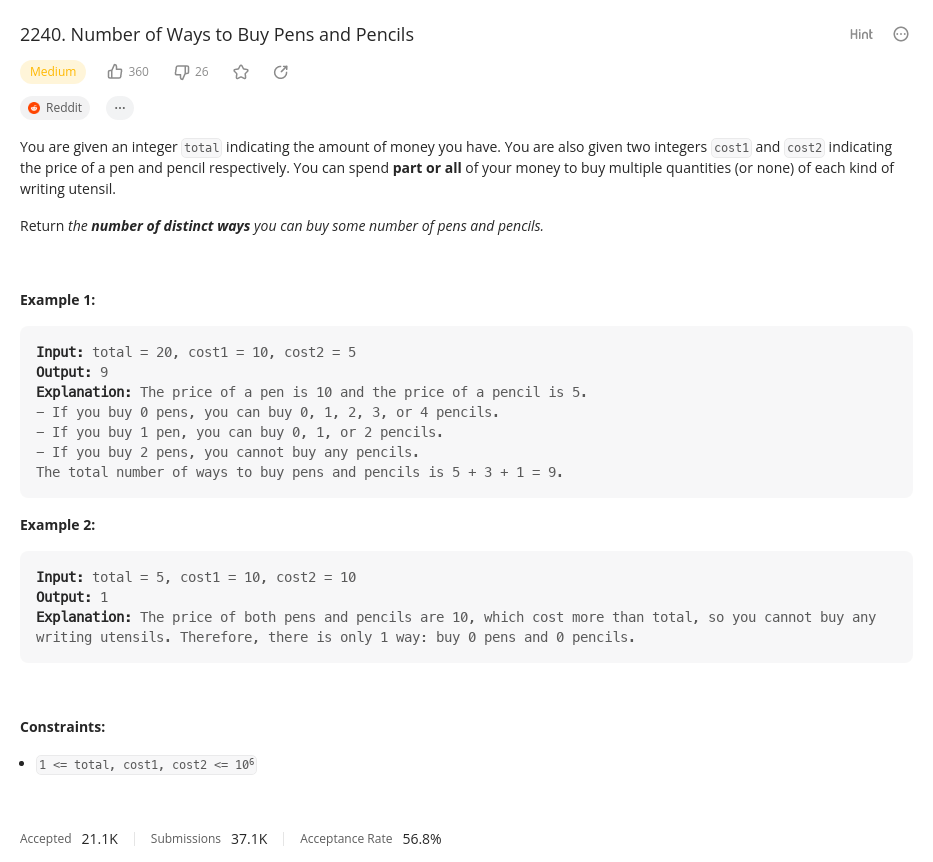 2240. Number of Ways to Buy Pens and Pencils
Hint
Medium 360 26
Reddit ...
You are given an integer total indicating the amount of money you have. You are also given two integers cost1 and cost2 indicating
the price of a pen and pencil respectively. You can spend part or all of your money to buy multiple quantities (or none) of each kind of
writing utensil.
Return the number of distinct ways you can buy some number of pens and pencils.
Example 1:
Input: total = 20, cost1 = 10, cost2 = 5
Output: 9
Explanation: The price of a pen is 10 and the price of a pencil is 5.
– If you buy 0 pens, you can buy 0, 1, 2, 3, or 4 pencils.
– If you buy 1 pen, you can buy 0, 1, or 2 pencils.
– If you buy 2 pens, you cannot buy any pencils.
The total number of ways to buy pens and pencils is 5 + 3 + 1 = 9.
Example 2:
Input: total = 5, cost1 = 10, cost2 = 10
Output: 1
Explanation: The price of both pens and pencils are 10, which cost more than total, so you cannot buy any
writing utensils. Therefore, there is only 1 way: buy 0 pens and 0 pencils.
Constraints:
• 1 <= total, cost1, cost2 <= 10⁶
Accepted 21.1K Submissions 37.1K Acceptance Rate 56.8%